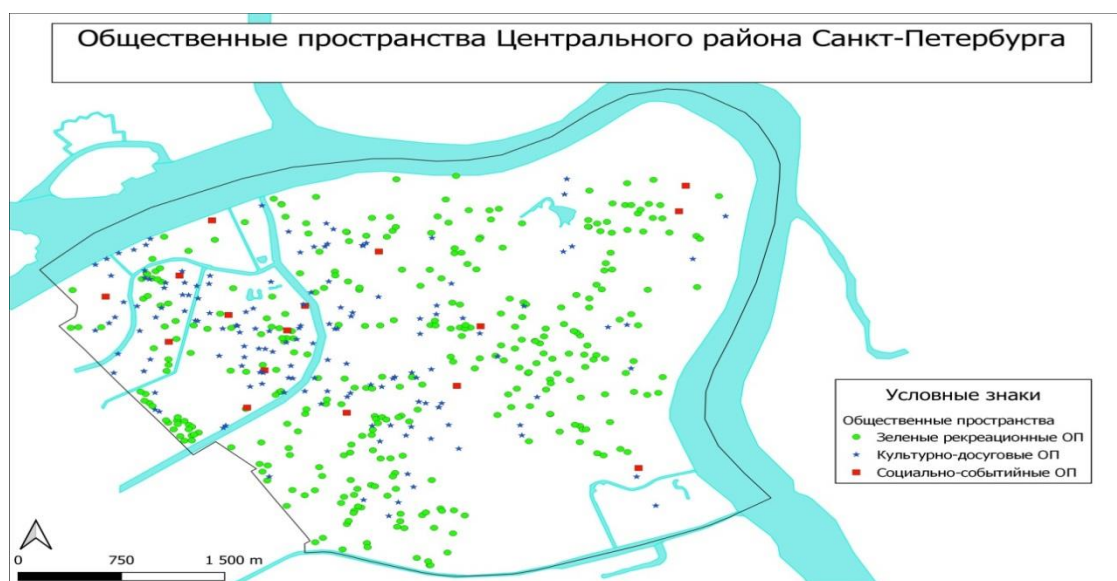 Общественные пространства Центрального района Санкт-Петербурга
Условные знаки
Общественные пространства
Зеленые рекреационные ОП
Культурно-досуговые ОП
Социально-событийные ОП
0 750 1 500 m